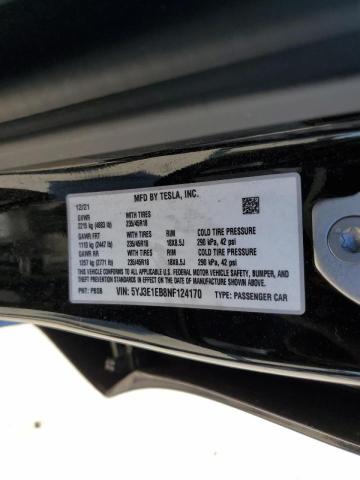 MFD BY TESLA, INC.
12/21
GVWR WITH TIRES
2215 kg (4883 lb) 235/45R18
GAWR FRT WITH TIRES RIM COLD TIRE PRESSURE
1110 kg (2447 lb) 235/45R18 18X8.5J 290 kPa, 42 psi
GAWR RR WITH TIRES RIM COLD TIRE PRESSURE
1257 kg (2771 lb) 235/45R18 18X8.5J 290 kPa, 42 psi
THIS VEHICLE CONFORMS TO ALL APPLICABLE U.S. FEDERAL MOTOR VEHICLE SAFETY, BUMPER,
AND THEFT PREVENTION STANDARDS IN EFFECT ON THE DATE OF MANUFACTURE SHOWN ABOVE.
PNT: PBSB VIN: 5YJ3E1EB8NF124170 TYPE: PASSENGER CAR